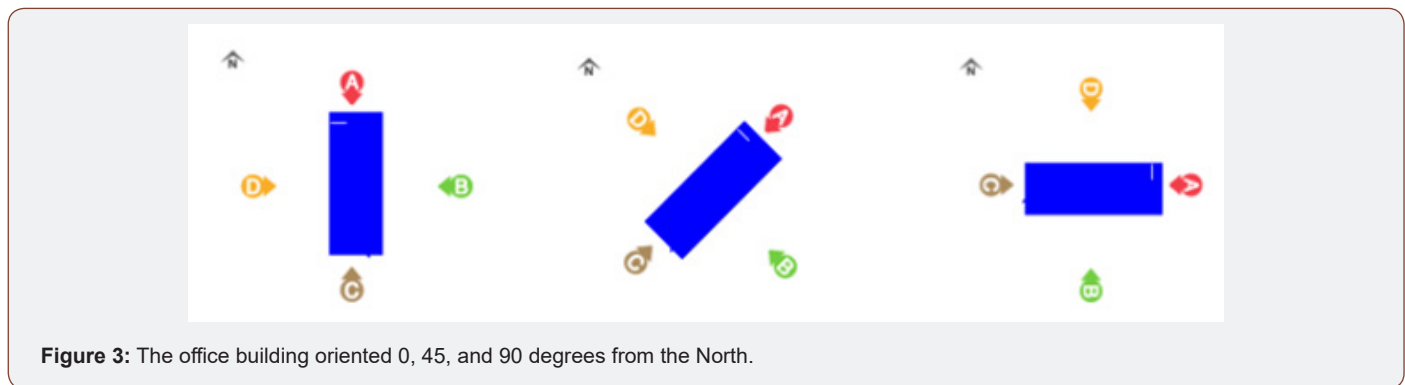 N
A
D
B
C
N
D
A
C
B
N
D
C
A
B
Figure 3: The office building oriented 0, 45, and 90 degrees from the North.